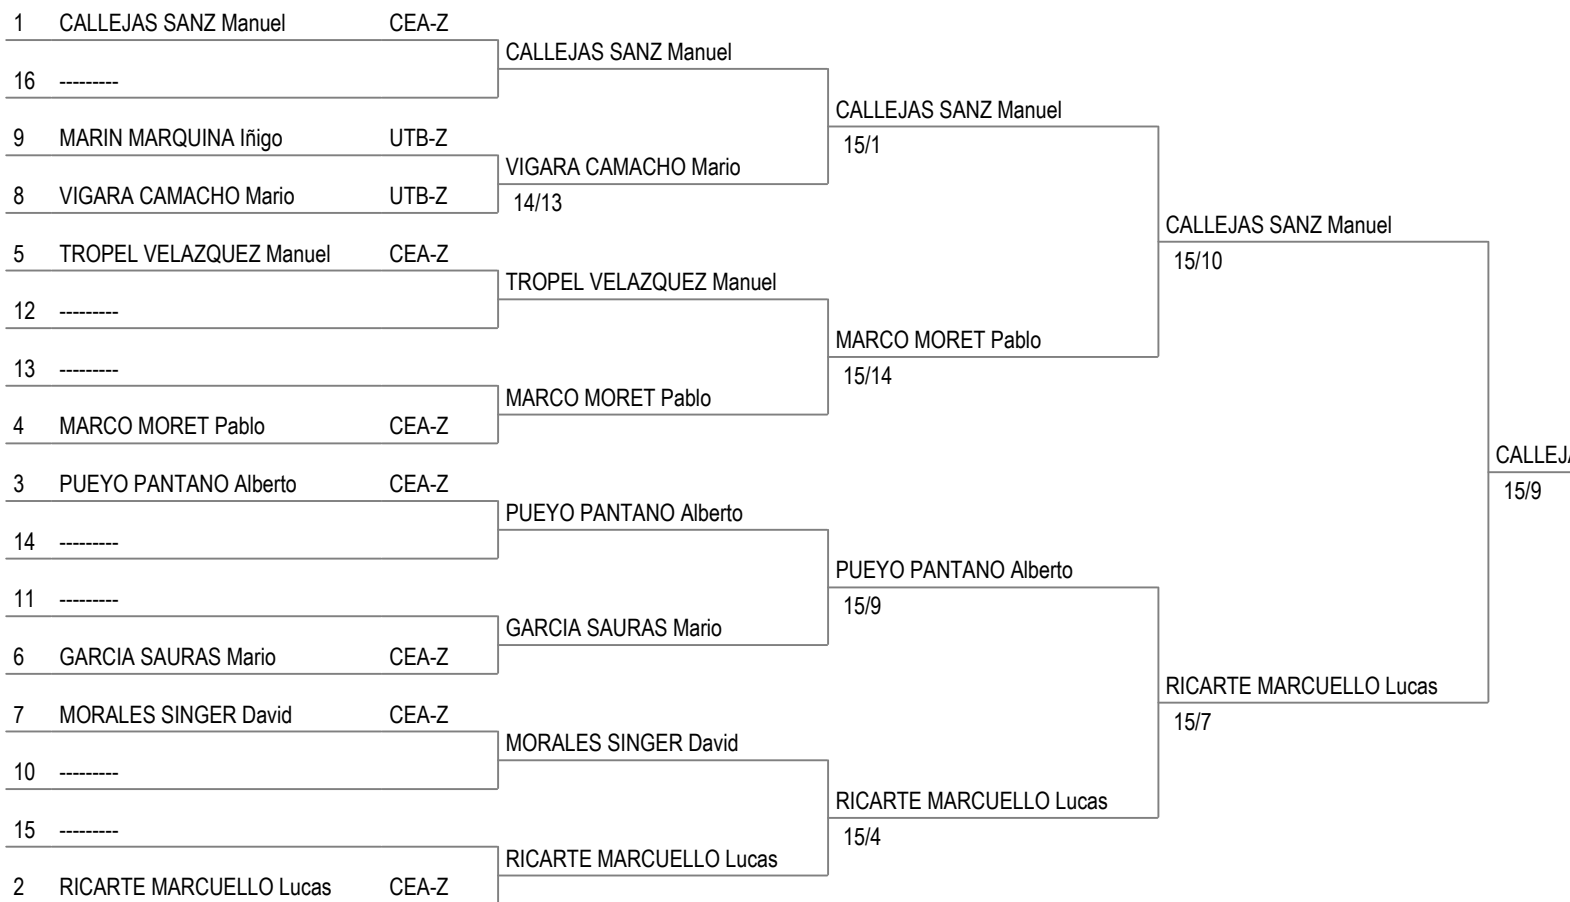 1 CALLEJAS SANZ Manuel CEA-Z
CALLEJAS SANZ Manuel
16 ---------
CALLEJAS SANZ Manuel
15/1
9 MARIN MARQUINA Iñigo UTB-Z
VIGARA CAMACHO Mario
14/13
8 VIGARA CAMACHO Mario UTB-Z
CALLEJAS SANZ Manuel
15/10
5 TROPEL VELAZQUEZ Manuel CEA-Z
TROPEL VELAZQUEZ Manuel
12 ---------
MARCO MORET Pablo
15/14
13 ---------
MARCO MORET Pablo
4 MARCO MORET Pablo CEA-Z
CALLEJ
15/9
3 PUEYO PANTANO Alberto CEA-Z
PUEYO PANTANO Alberto
14 ---------
PUEYO PANTANO Alberto
15/9
11 ---------
GARCIA SAURAS Mario
6 GARCIA SAURAS Mario CEA-Z
RICARTE MARCUELLO Lucas
15/7
7 MORALES SINGER David CEA-Z
MORALES SINGER David
10 ---------
RICARTE MARCUELLO Lucas
15/4
15 ---------
RICARTE MARCUELLO Lucas
2 RICARTE MARCUELLO Lucas CEA-Z